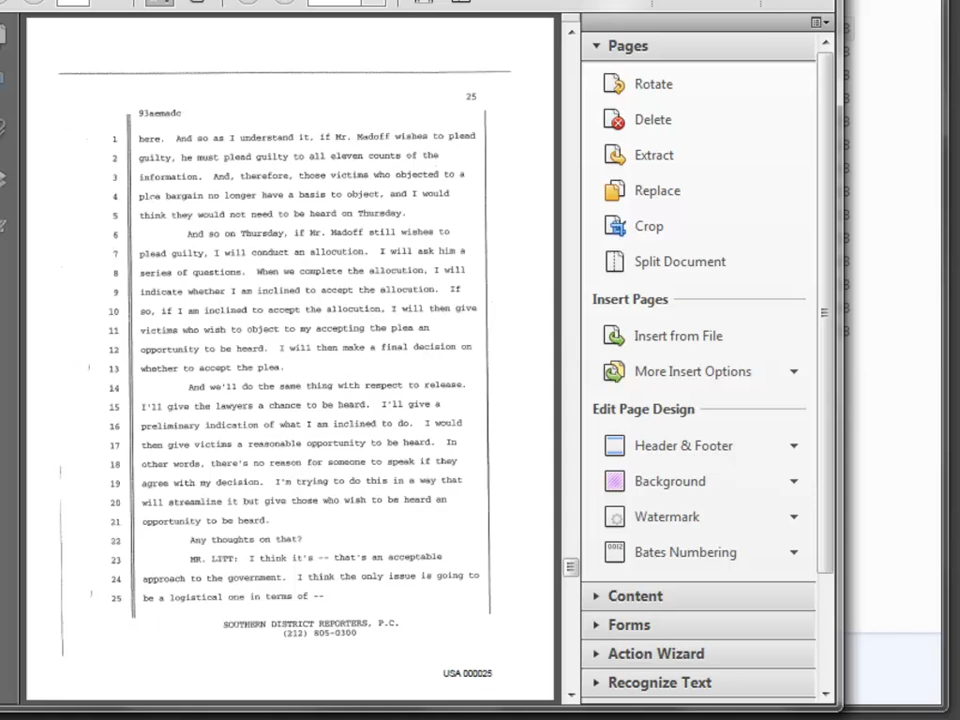 25
93aemadc
1 here. And so as I understand it, if Mr. Madoff wishes to plead
2 guilty, he must plead guilty to all eleven counts of the
3 information. And, therefore, those victims who objected to a
4 plea bargain no longer have a basis to object, and I would
5 think they would not need to be heard on Thursday.
6 And so on Thursday, if Mr. Madoff still wishes to
7 plead guilty, I will conduct an allocution. I will ask him a
8 series of questions. When we complete the allocution, I will
9 indicate whether I am inclined to accept the allocution. If
10 so, if I am inclined to accept the allocution, I will then give
11 victims who wish to object to my accepting the plea an
12 opportunity to be heard. I will then make a final decision on
13 whether to accept the plea.
14 And we'll do the same thing with respect to release.
15 I'll give the lawyers a chance to be heard. I'll give a
16 preliminary indication of what I am inclined to do. I would
17 then give victims a reasonable opportunity to be heard. In
18 other words, there's no reason for someone to speak if they
19 agree with my decision. I'm trying to do this in a way that
20 will streamline it but give those who wish to be heard an
21 opportunity to be heard.
22 Any thoughts on that?
23 MR. LITT: I think it's -- that's an acceptable
24 approach to the government. I think the only issue is going to
25 be a logistical one in terms of --
SOUTHERN DISTRICT REPORTERS, P.C.
(212) 805-0300
USA 000025
Pages
Rotate
Delete
Extract
Replace
Crop
Split Document
Insert Pages
Insert from File
More Insert Options
Edit Page Design
Header & Footer
Background
Watermark
Bates Numbering
Content
Forms
Action Wizard
Recognize Text